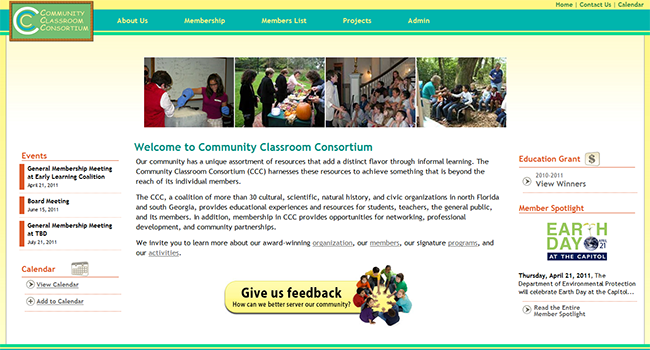 Home | Contact Us | Calendar
COMMUNITY
CLASSROOM
CONSORTIUM
About Us
Membership
Members List
Projects
Admin
Events
General Membership Meeting
at Early Learning Coalition
April 21, 2011
Board Meeting
June 15, 2011
General Membership Meeting
at TBD
July 21, 2011
Calendar
View Calendar
Add to Calendar
Welcome to Community Classroom Consortium
Our community has a unique assortment of resources that add a distinct flavor through informal learning. The
Community Classroom Consortium (CCC) harnesses these resources to achieve something that is beyond the
reach of its individual members.
The CCC, a coalition of more than 30 cultural, scientific, natural history, and civic organizations in north Florida
and south Georgia, provides educational experiences and resources for students, teachers, the general public,
and its members. In addition, membership in CCC provides opportunities for networking, professional
development, and community partnerships.
We invite you to learn more about our award-winning organization, our members, our signature programs, and
our activities.
Give us feedback
How can we better server our community?
Education Grant $
2010-2011
View Winners
Member Spotlight
EARTH
DAY APRIL
21
AT THE CAPITOL
Thursday, April 21, 2011, The
Department of Environmental Protection
will celebrate Earth Day at the Capitol...
Read the Entire
Member Spotlight